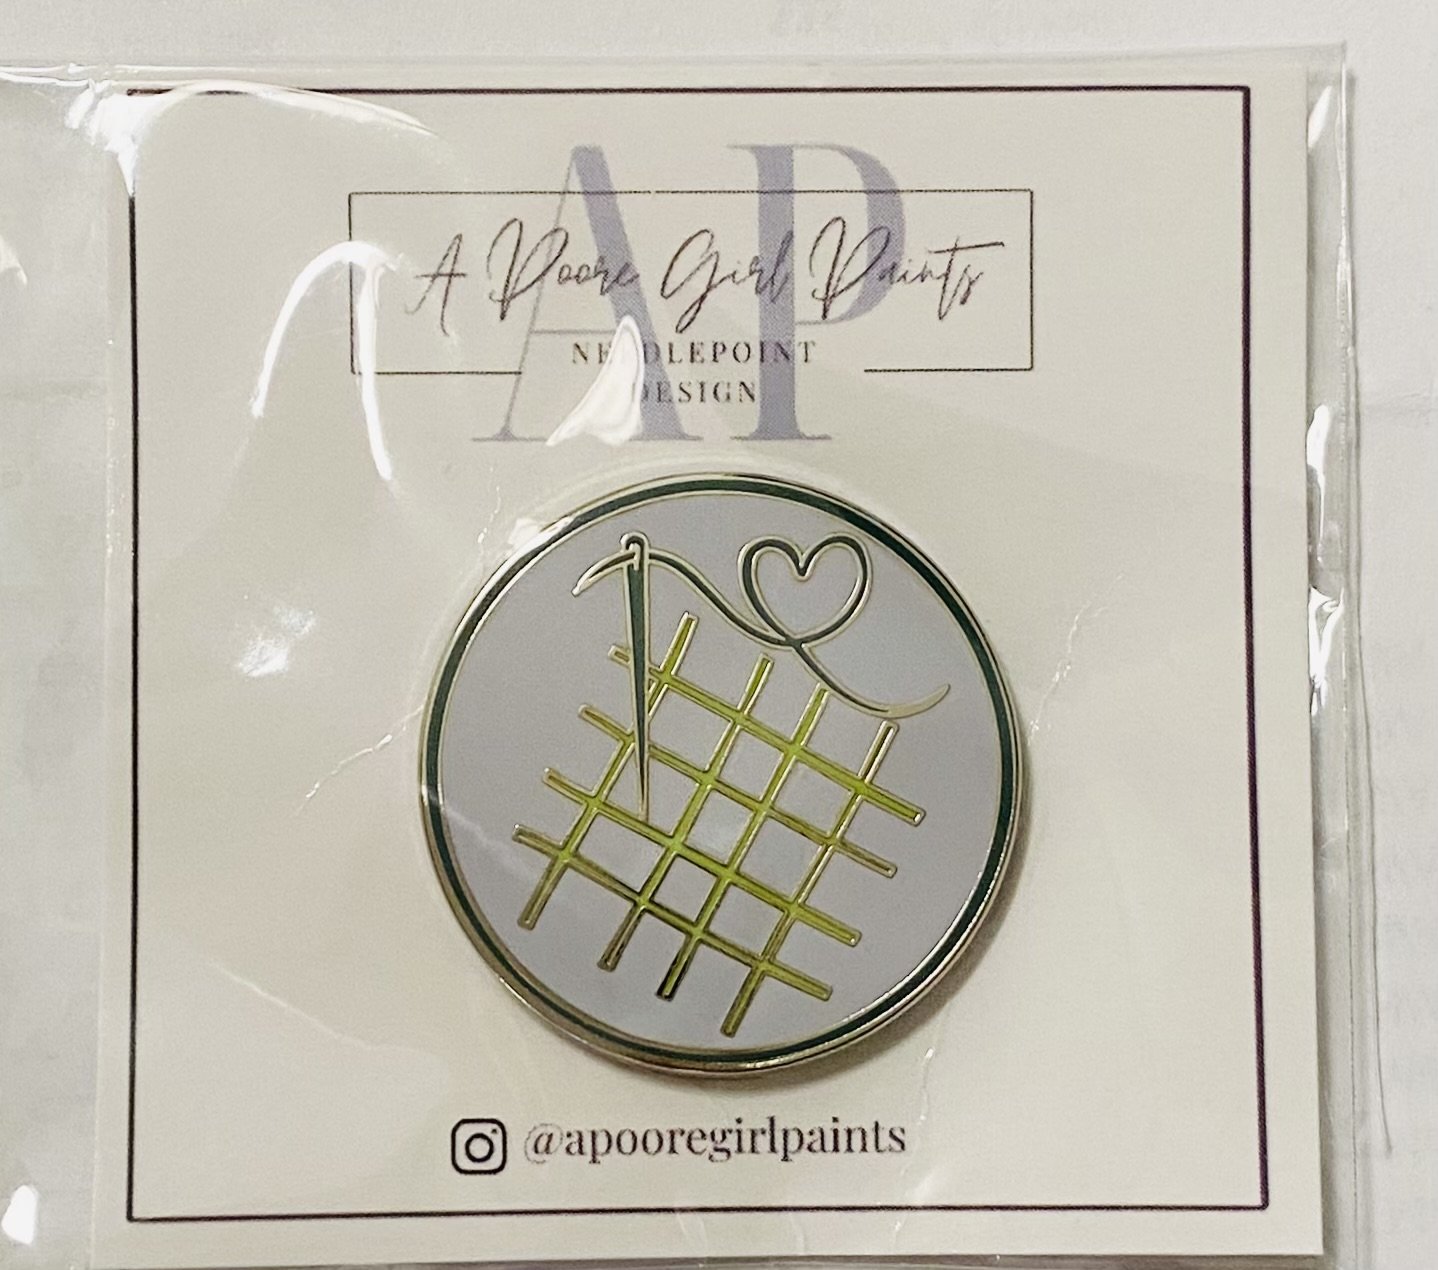 AP
A Poore Girl Paints
NEEDLEPOINT
DESIGN
@apooregirlpaints